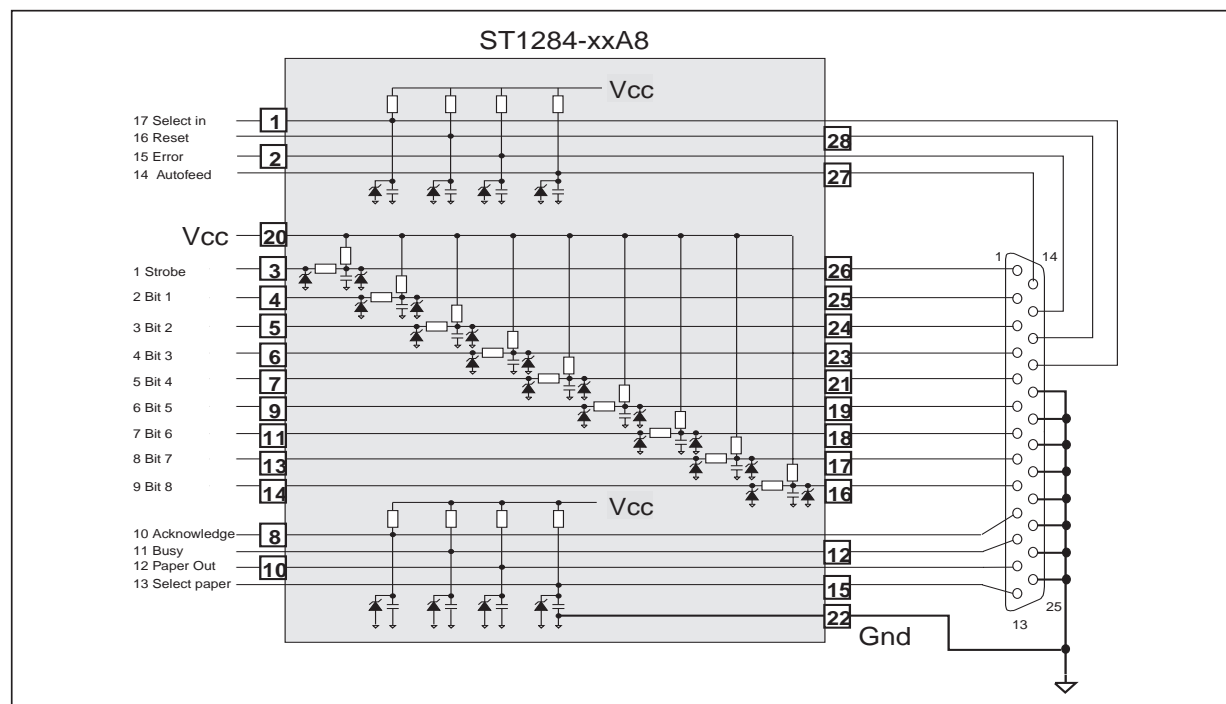 ST1284-xxA8
Vcc
17 Select in 1
16 Reset 28
15 Error 2
14 Autofeed 27
Vcc 20
1 14
1 Strobe 3 26
2 Bit 1 4 25
3 Bit 2 5 24
4 Bit 3 6 23
5 Bit 4 7 21
6 Bit 5 9 19
7 Bit 6 11 18
8 Bit 7 13 17
9 Bit 8 14 16
Vcc
10 Acknowledge 8
11 Busy 12
12 Paper Out 10
13 Select paper 15
22 Gnd
13 25